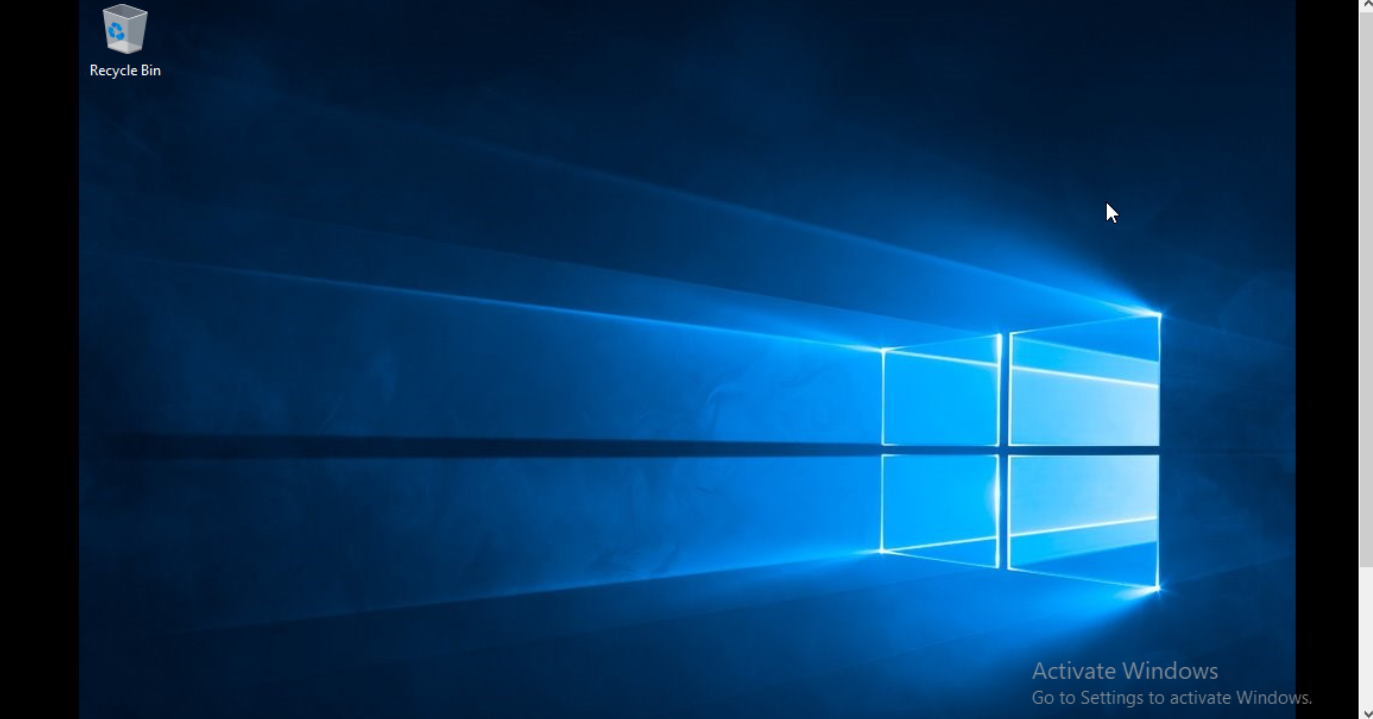 Recycle Bin
Activate Windows
Go to Settings to activate Windows.